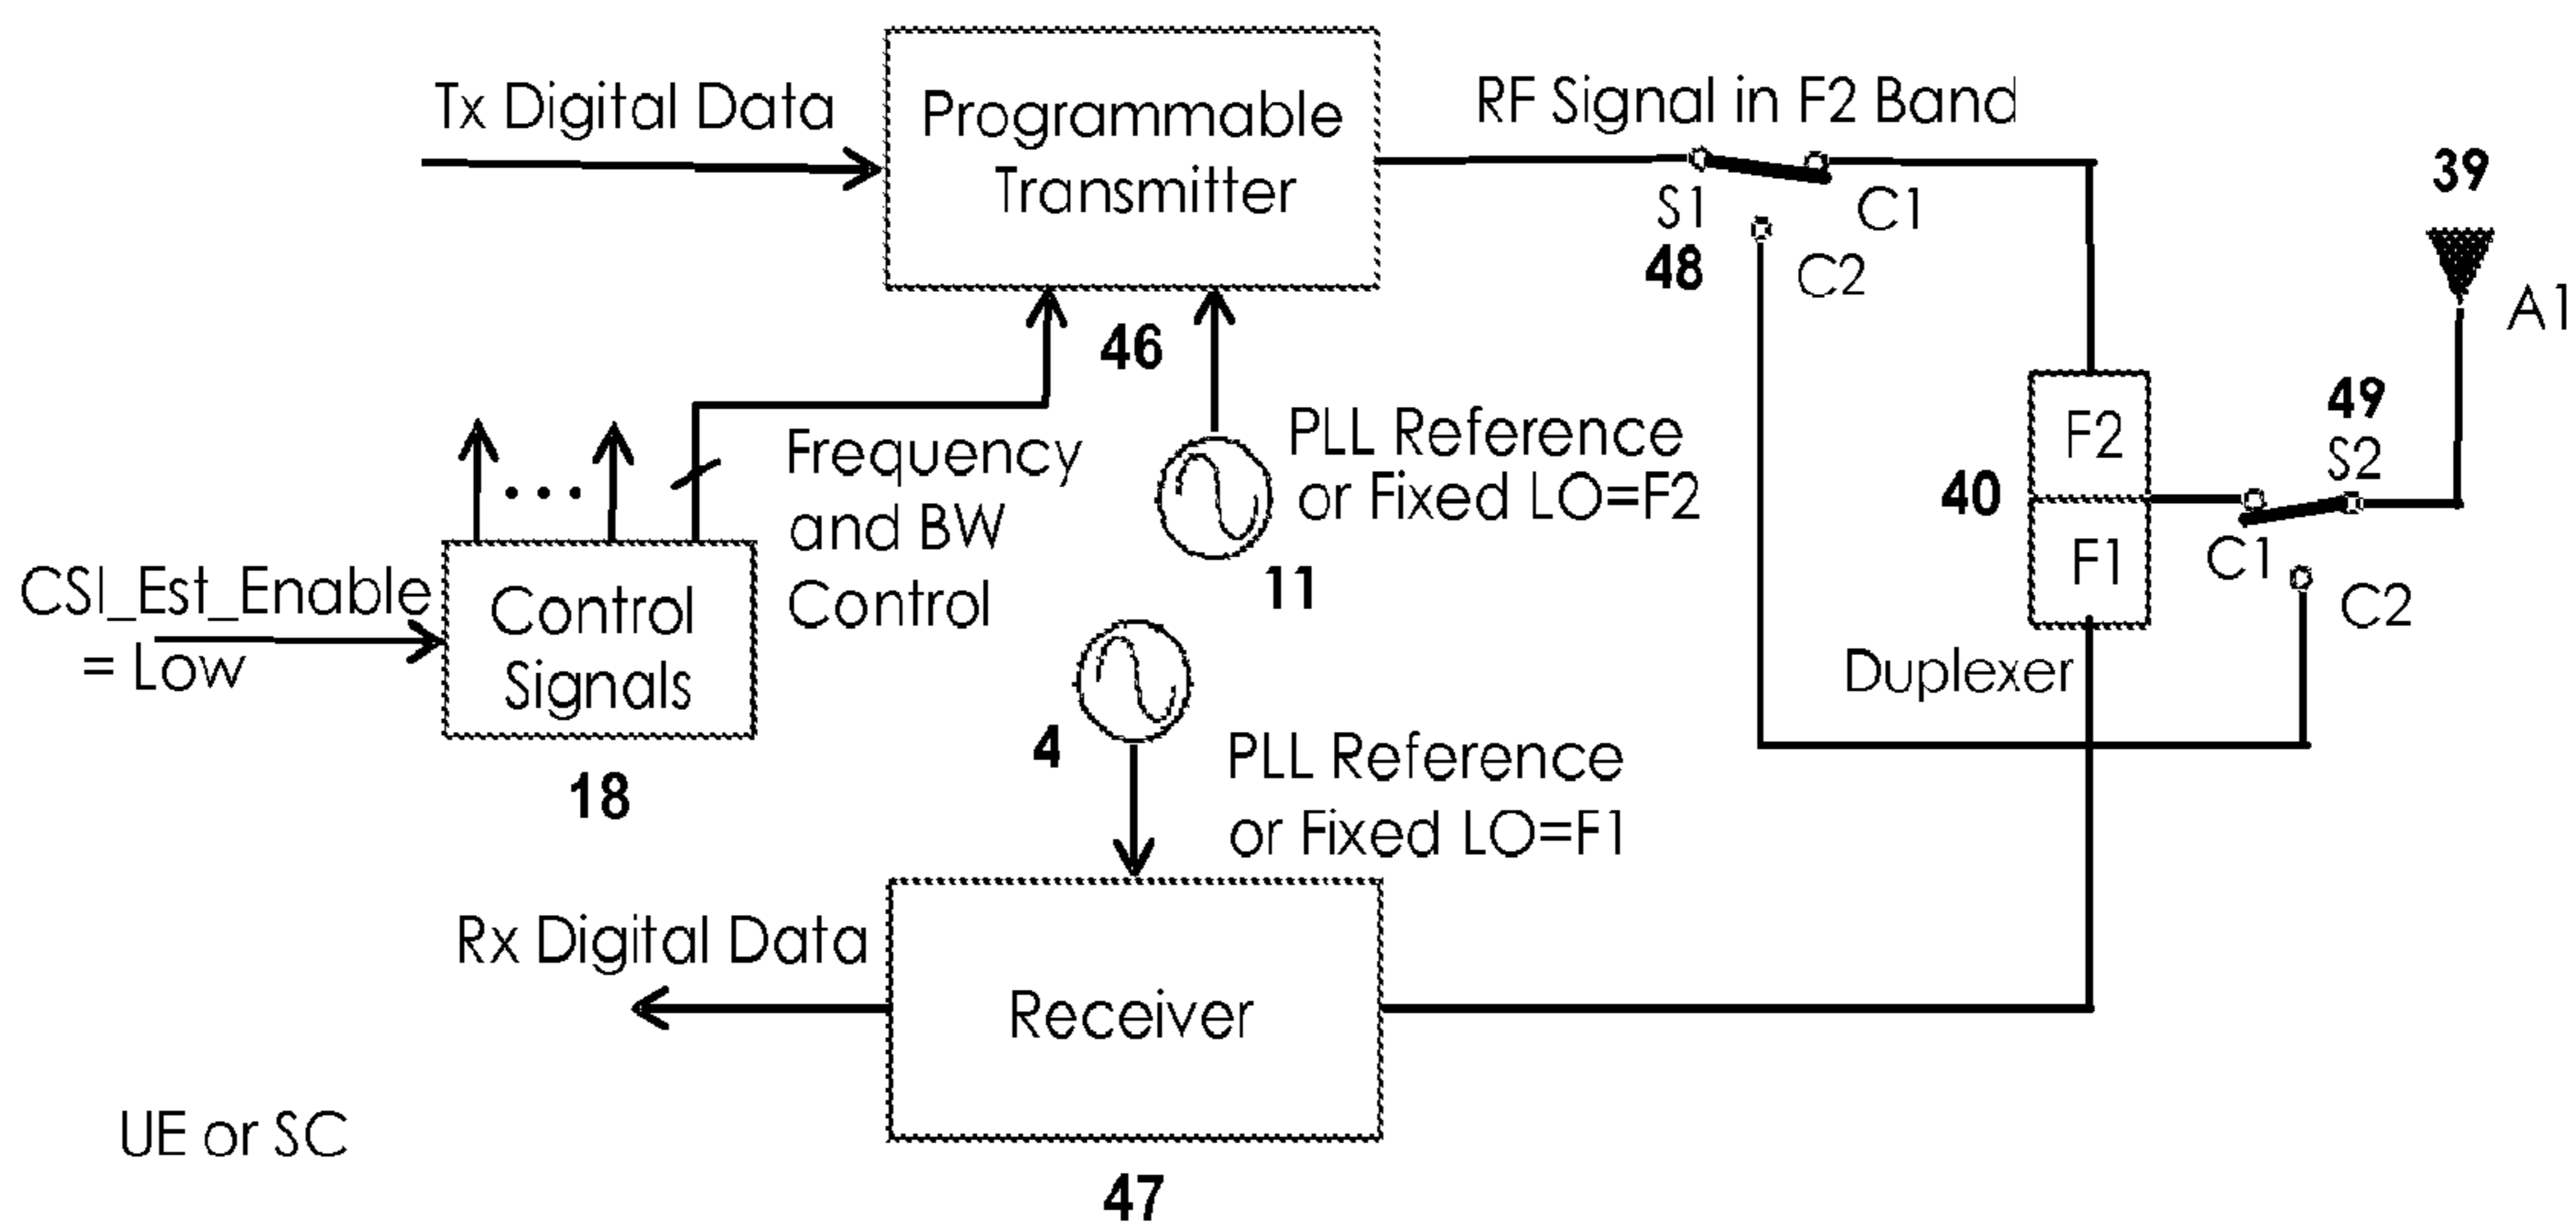 Tx Digital Data
Programmable
Transmitter
RF Signal in F2 Band
S1
C1
48
C2
39
A1
46
Frequency
and BW
Control
PLL Reference
or Fixed LO=F2
11
40
F2
F1
49
S2
C1
C2
Duplexer
CSI_Est_Enable
= Low
Control
Signals
18
4
PLL Reference
or Fixed LO=F1
Rx Digital Data
Receiver
47
UE or SC